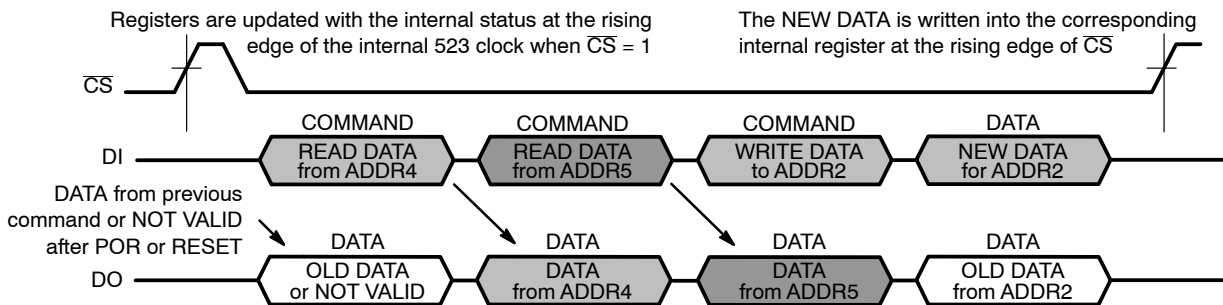 Registers are updated with the internal status at the rising
edge of the internal 523 clock when C̅S̅ = 1
The NEW DATA is written into the corresponding
internal register at the rising edge of C̅S̅
C̅S̅
COMMAND
COMMAND
COMMAND
DATA
DI
READ DATA
from ADDR4
READ DATA
from ADDR5
WRITE DATA
to ADDR2
NEW DATA
for ADDR2
DATA from previous
command or NOT VALID
after POR or RESET
DATA
DATA
DATA
DATA
DO
OLD DATA
or NOT VALID
DATA
from ADDR4
DATA
from ADDR5
OLD DATA
from ADDR2